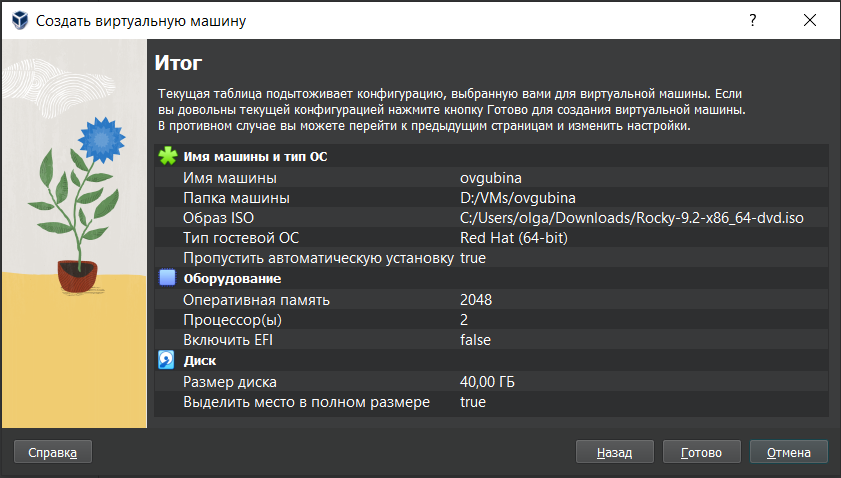 Создать виртуальную машину
?
Итог
Текущая таблица подытоживает конфигурацию, выбранную вами для виртуальной машины. Если
вы довольны текущей конфигурацией нажмите кнопку Готово для создания виртуальной машины.
В противном случае вы можете перейти к предыдущим страницам и изменить настройки.
Имя машины и тип ОС
Имя машины ovgubina
Папка машины D:/VMs/ovgubina
Образ ISO C:/Users/olga/Downloads/Rocky-9.2-x86_64-dvd.iso
Тип гостевой ОС Red Hat (64-bit)
Пропустить автоматическую установку true
Оборудование
Оперативная память 2048
Процессор(ы) 2
Включить EFI false
Диск
Размер диска 40,00 ГБ
Выделить место в полном размере true
Справка Назад Готово Отмена